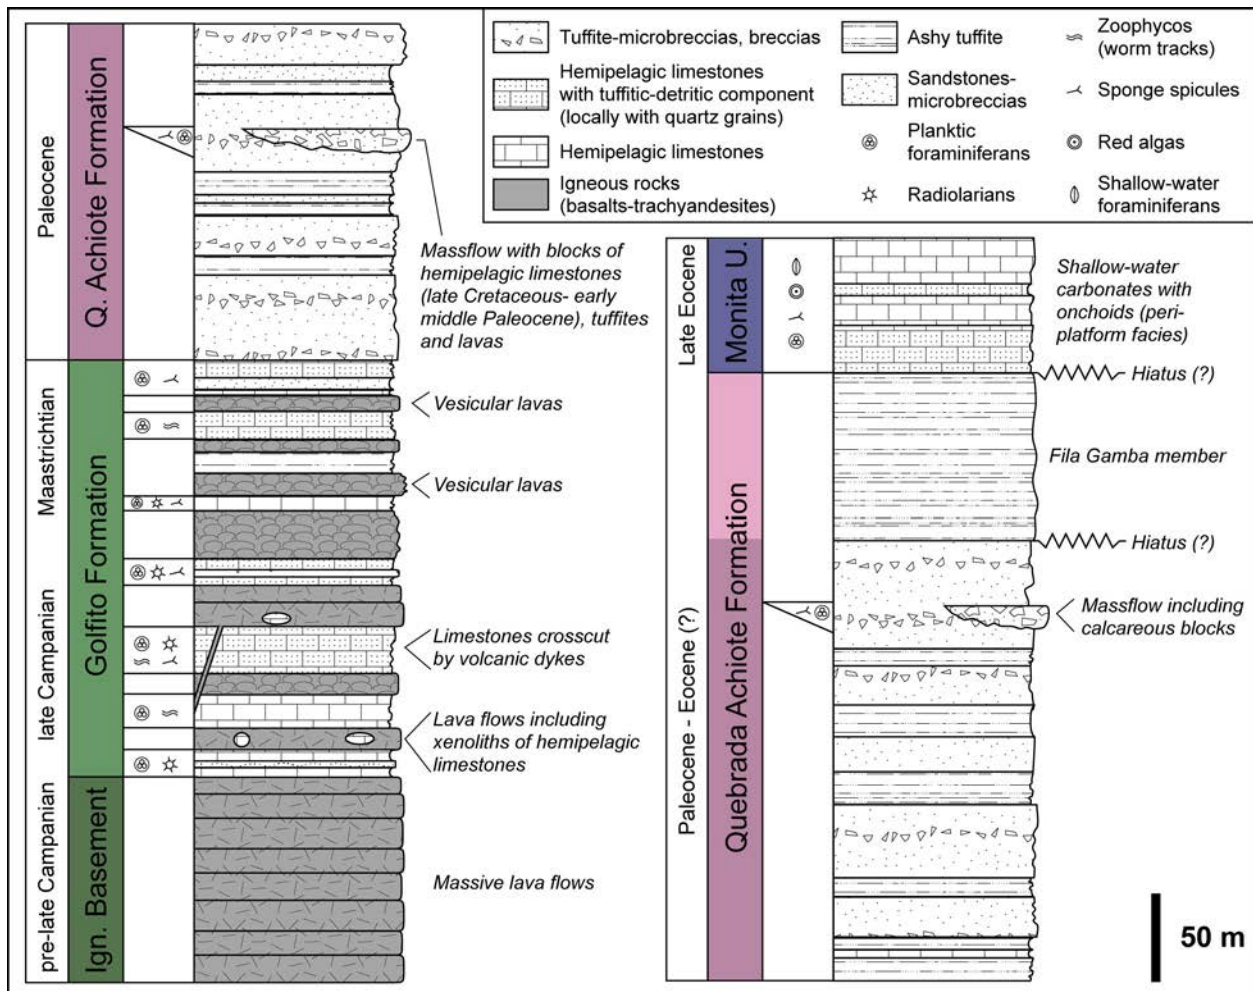 Tuffite-microbreccias, breccias
Hemipelagic limestones
with tuffitic-detritic component
(locally with quartz grains)
Hemipelagic limestones
Igneous rocks
(basalts-trachyandesites)
Ashy tuffite
Sandstones-
microbreccias
Planktic
foraminiferans
Radiolarians
Zoophycos
(worm tracks)
Sponge spicules
Red algas
Shallow-water
foraminiferans
Paleocene
Q. Achiote Formation
Massflow with blocks of
hemipelagic limestones
(late Cretaceous- early
middle Paleocene), tuffites
and lavas
Maastrichtian
Golfito Formation
Vesicular lavas
Vesicular lavas
late Campanian
Limestones crosscut
by volcanic dykes
Lava flows including
xenoliths of hemipelagic
limestones
pre-late Campanian
Ign. Basement
Massive lava flows
Late Eocene
Monita U.
Shallow-water
carbonates with
onchoids (peri-
platform facies)
Hiatus (?)
Fila Gamba member
Hiatus (?)
Paleocene - Eocene (?)
Quebrada Achiote Formation
Massflow including
calcareous blocks
50 m